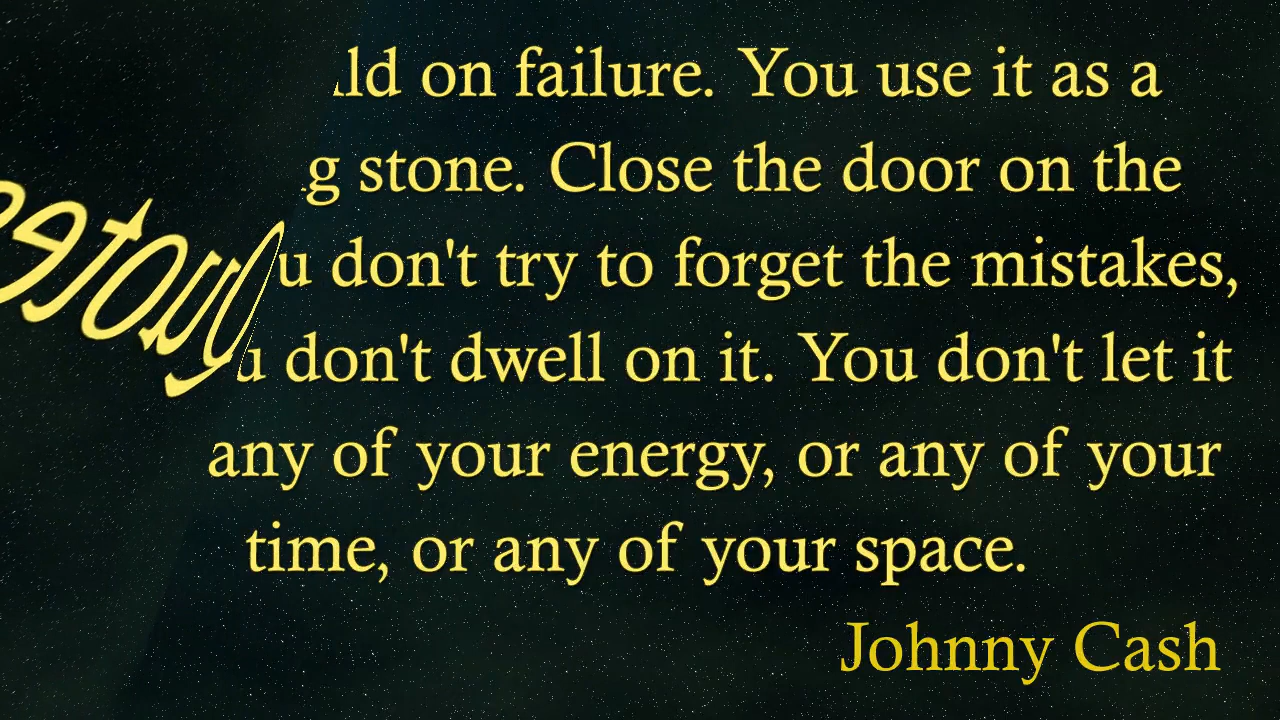 on failure. You use it as a
stone. Close the door on the
don't try to forget the mistakes,
don't dwell on it. You don't let it
any of your energy, or any of your
time, or any of your space.
Johnny Cash